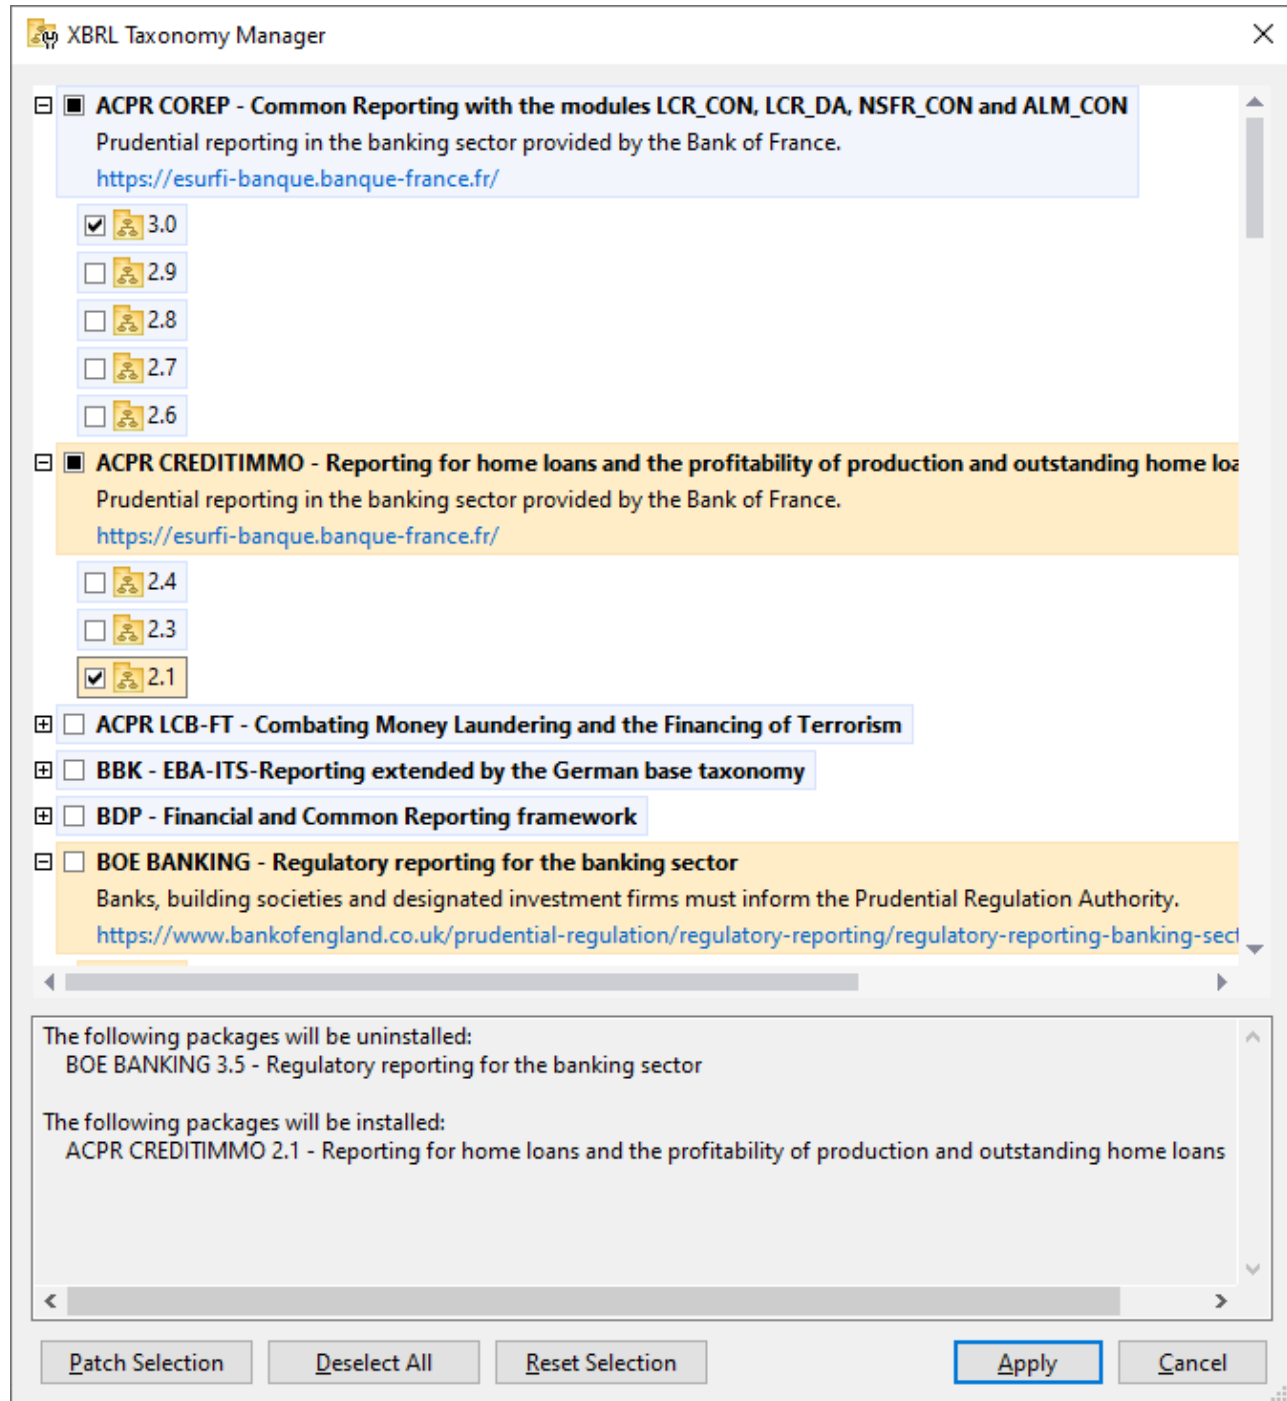 XBRL Taxonomy Manager
ACPR COREP - Common Reporting with the modules LCR_CON, LCR_DA, NSFR_CON and ALM_CON
Prudential reporting in the banking sector provided by the Bank of France.
https://esurfi-banque.banque-france.fr/
3.0
2.9
2.8
2.7
2.6
ACPR CREDITIMMO - Reporting for home loans and the profitability of production and outstanding home loa
Prudential reporting in the banking sector provided by the Bank of France.
https://esurfi-banque.banque-france.fr/
2.4
2.3
2.1
ACPR LCB-FT - Combating Money Laundering and the Financing of Terrorism
BBK - EBA-ITS-Reporting extended by the German base taxonomy
BDP - Financial and Common Reporting framework
BOE BANKING - Regulatory reporting for the banking sector
Banks, building societies and designated investment firms must inform the Prudential Regulation Authority.
https://www.bankofengland.co.uk/prudential-regulation/regulatory-reporting/regulatory-reporting-banking-sect
The following packages will be uninstalled:
BOE BANKING 3.5 - Regulatory reporting for the banking sector
The following packages will be installed:
ACPR CREDITIMMO 2.1 - Reporting for home loans and the profitability of production and outstanding home loans
Patch Selection
Deselect All
Reset Selection
Apply
Cancel